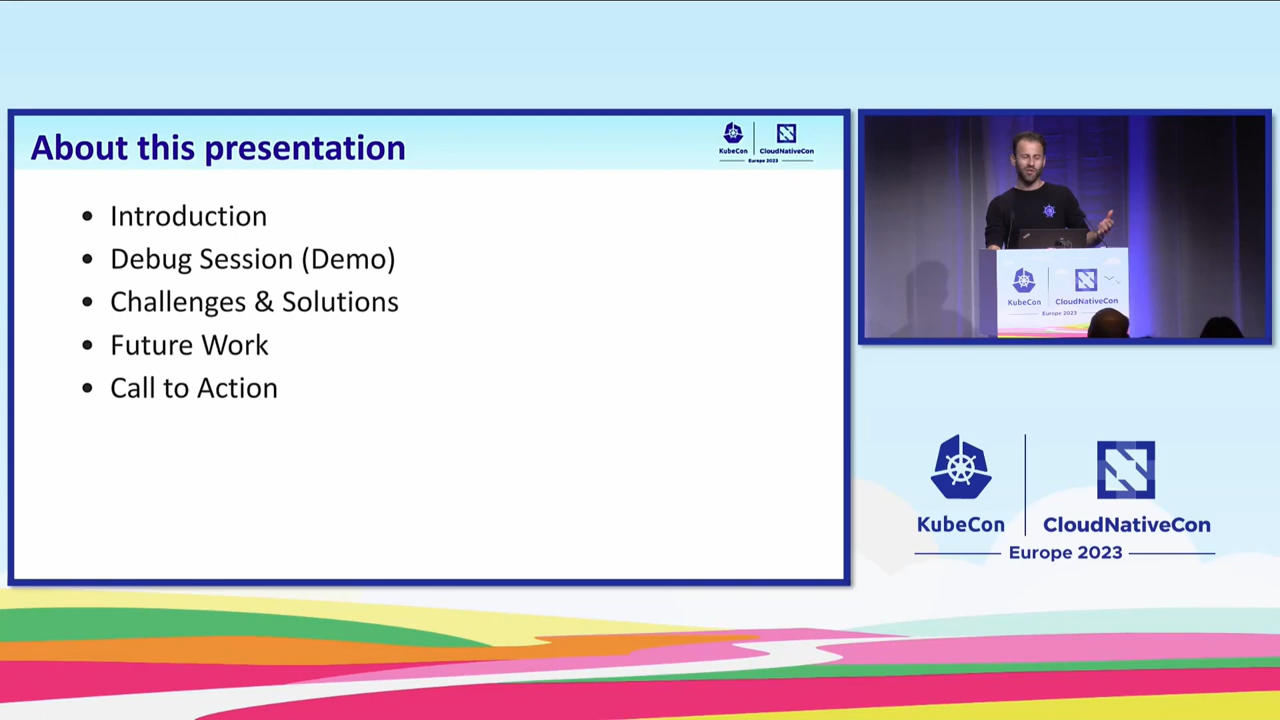 About this presentation
KubeCon
CloudNativeCon
Europe 2023
• Introduction
• Debug Session (Demo)
• Challenges & Solutions
• Future Work
• Call to Action
KubeCon
CloudNativeCon
Europe 2023
KubeCon
CloudNativeCon
Europe 2023